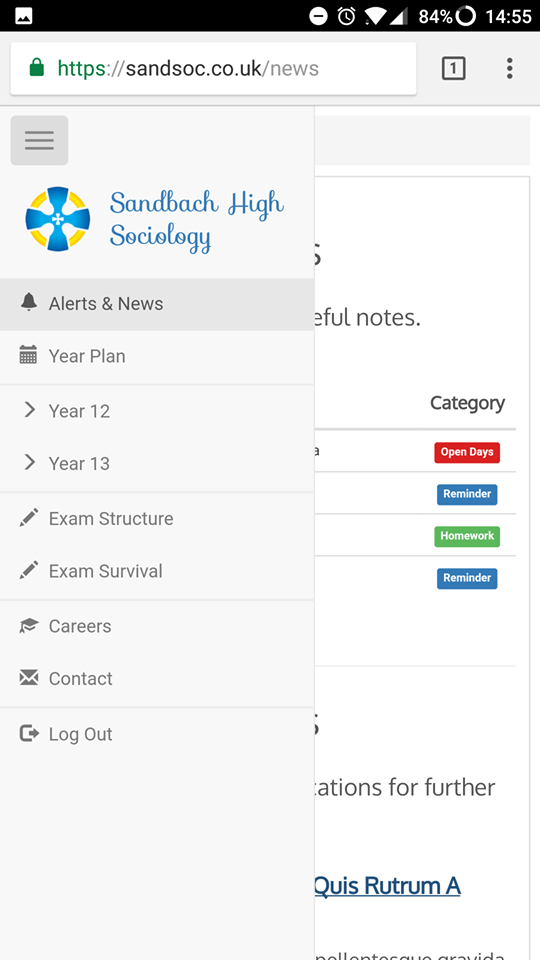 84% 14:55
https://sandsoc.co.uk/news
1
Sandbach High
Sociology
Alerts & News
Year Plan
Year 12
Year 13
Exam Structure
Exam Survival
Careers
Contact
Log Out
s
eful notes.
Category
a
Open Days
Reminder
Homework
Reminder
s
cations for further
Quis Rutrum A
pellentesque gravida